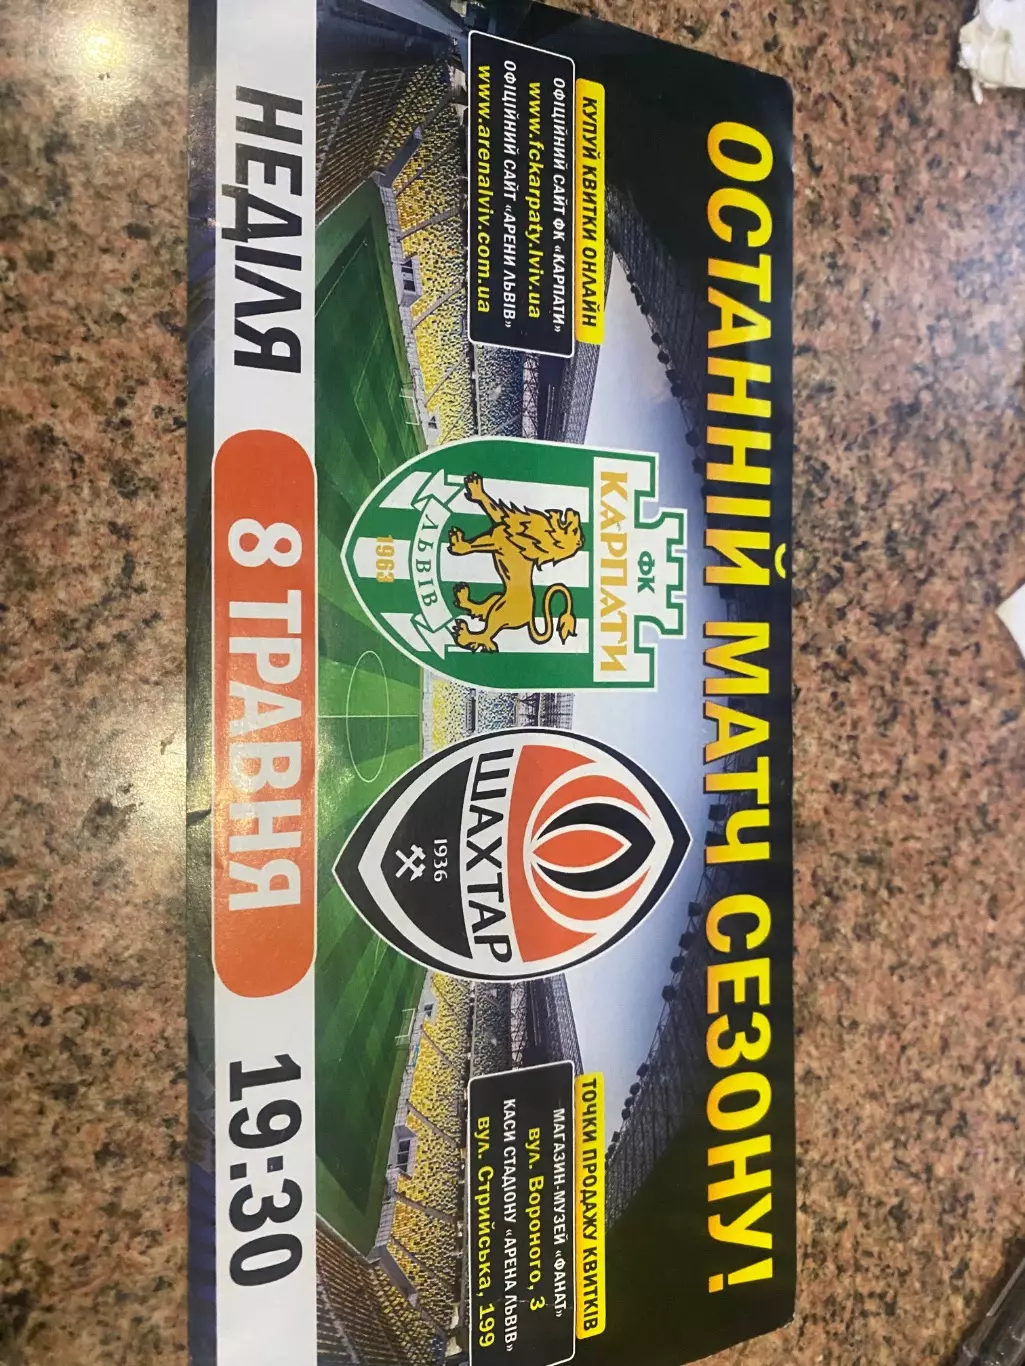 ОСТАННІЙ МАТЧ СЕЗОНУ!
КУПУЙ КВИТКИ ОНЛАЙН
ОФІЦІЙНИЙ САЙТ ФК «КАРПАТИ»
www.fckarpaty.lviv.ua
ОФІЦІЙНИЙ САЙТ «АРЕНИ ЛЬВІВ»
www.arenalviv.com.ua
ФК
КАРПАТИ
ЛЬВІВ
1963
ШАХТАР
1936
ТОЧКИ ПРОДАЖУ КВИТКІВ
МАГАЗИН-МУЗЕЙ «ФАНАТ»
вул. Вороного, 3
КАСИ СТАДІОНУ «АРЕНА ЛЬВІВ»
вул. Стрийська, 199
НЕДІЛЯ 8 ТРАВНЯ 19:30